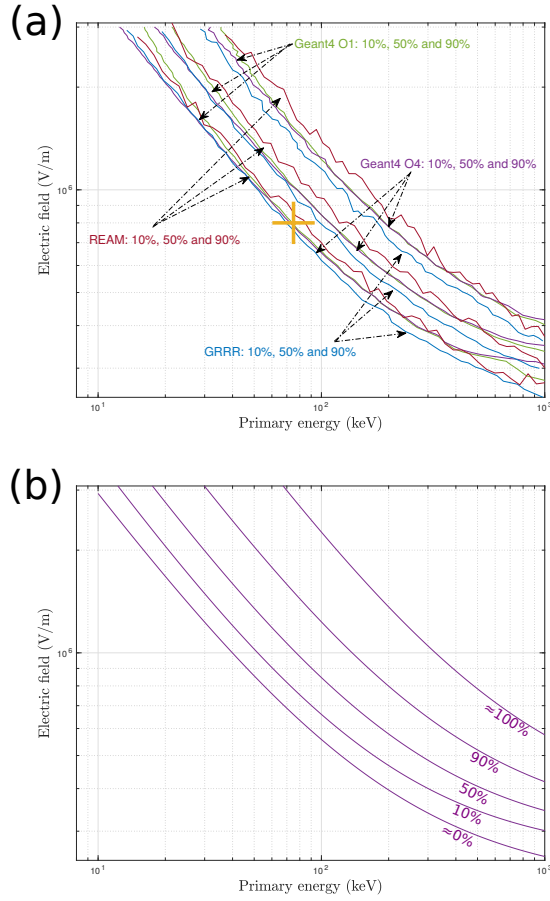 (a)
Electric field (V/m)
10⁶
Geant4 O1: 10%, 50% and 90%
Geant4 O4: 10%, 50% and 90%
REAM: 10%, 50% and 90%
GRRR: 10%, 50% and 90%
10¹
10²
10³
Primary energy (keV)
(b)
Electric field (V/m)
10⁶
≈100%
90%
50%
10%
≈0%
10¹
10²
10³
Primary energy (keV)